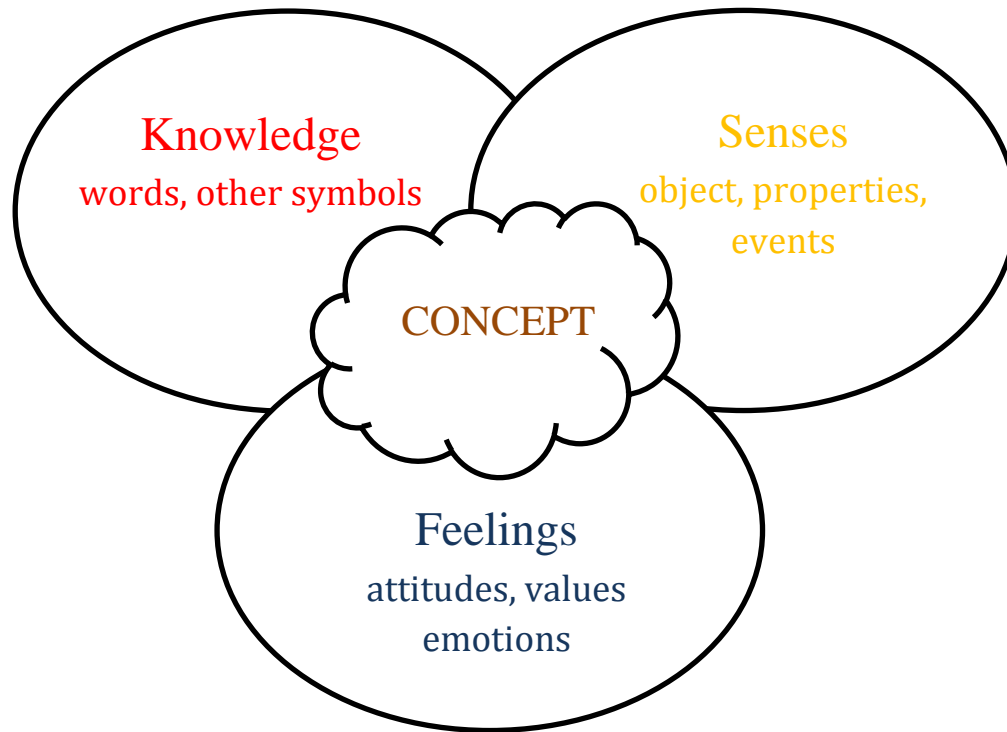 Knowledge
words, other symbols
Senses
object, properties,
events
CONCEPT
Feelings
attitudes, values
emotions